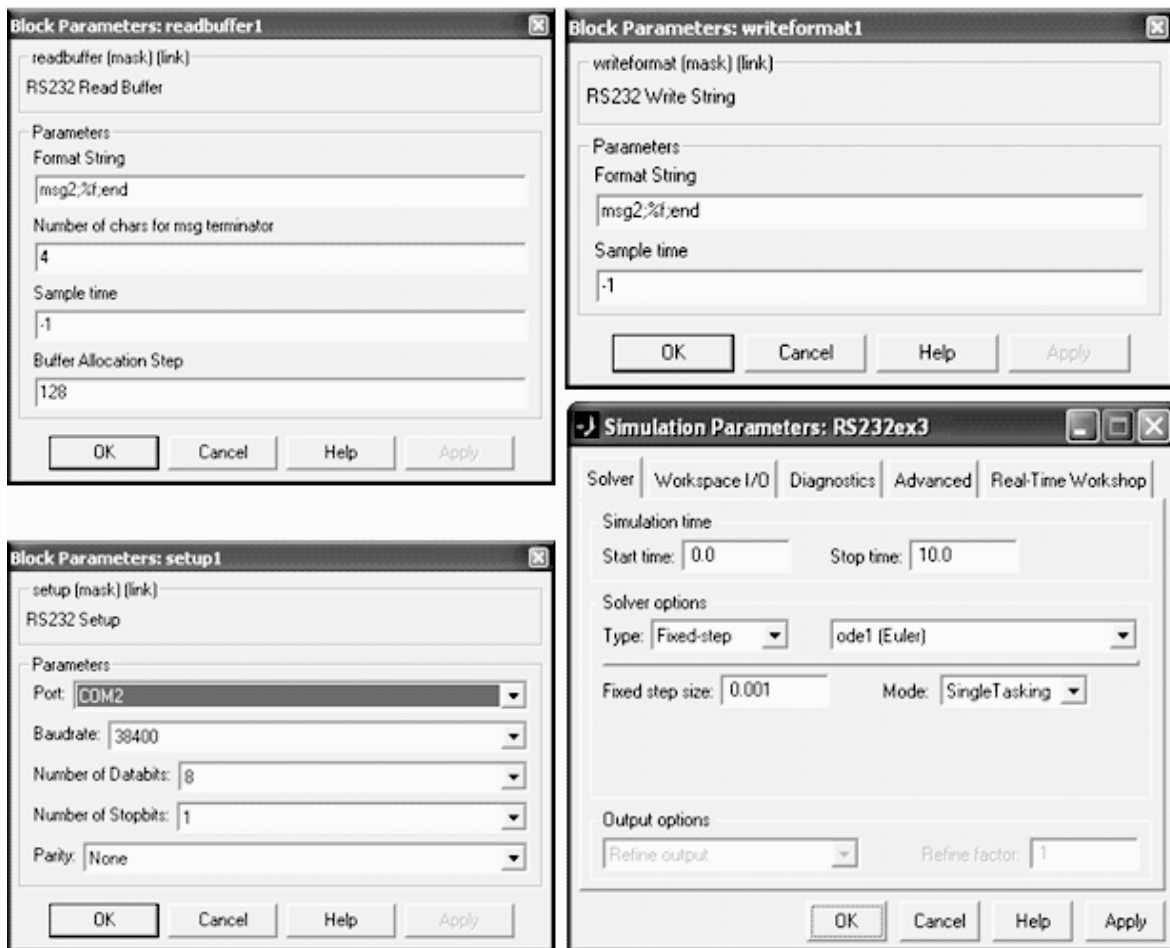 Block Parameters: readbuffer1
readbuffer (mask) (link)
RS232 Read Buffer
Parameters
Format String
msg2;%f;end
Number of chars for msg terminator
4
Sample time
-1
Buffer Allocation Step
128
OK Cancel Help Apply
Block Parameters: writeformat1
writeformat (mask) (link)
RS232 Write String
Parameters
Format String
msg2;%f;end
Sample time
-1
OK Cancel Help Apply
Block Parameters: setup1
setup (mask) (link)
RS232 Setup
Parameters
Port: COM2
Baudrate: 38400
Number of Databits: 8
Number of Stopbits: 1
Parity: None
OK Cancel Help Apply
Simulation Parameters: RS232ex3
Solver Workspace I/O Diagnostics Advanced Real-Time Workshop
Simulation time
Start time: 0.0 Stop time: 10.0
Solver options
Type: Fixed-step ode1 (Euler)
Fixed step size: 0.001 Mode: SingleTasking
Output options
Refine output Refine factor: 1
OK Cancel Help Apply